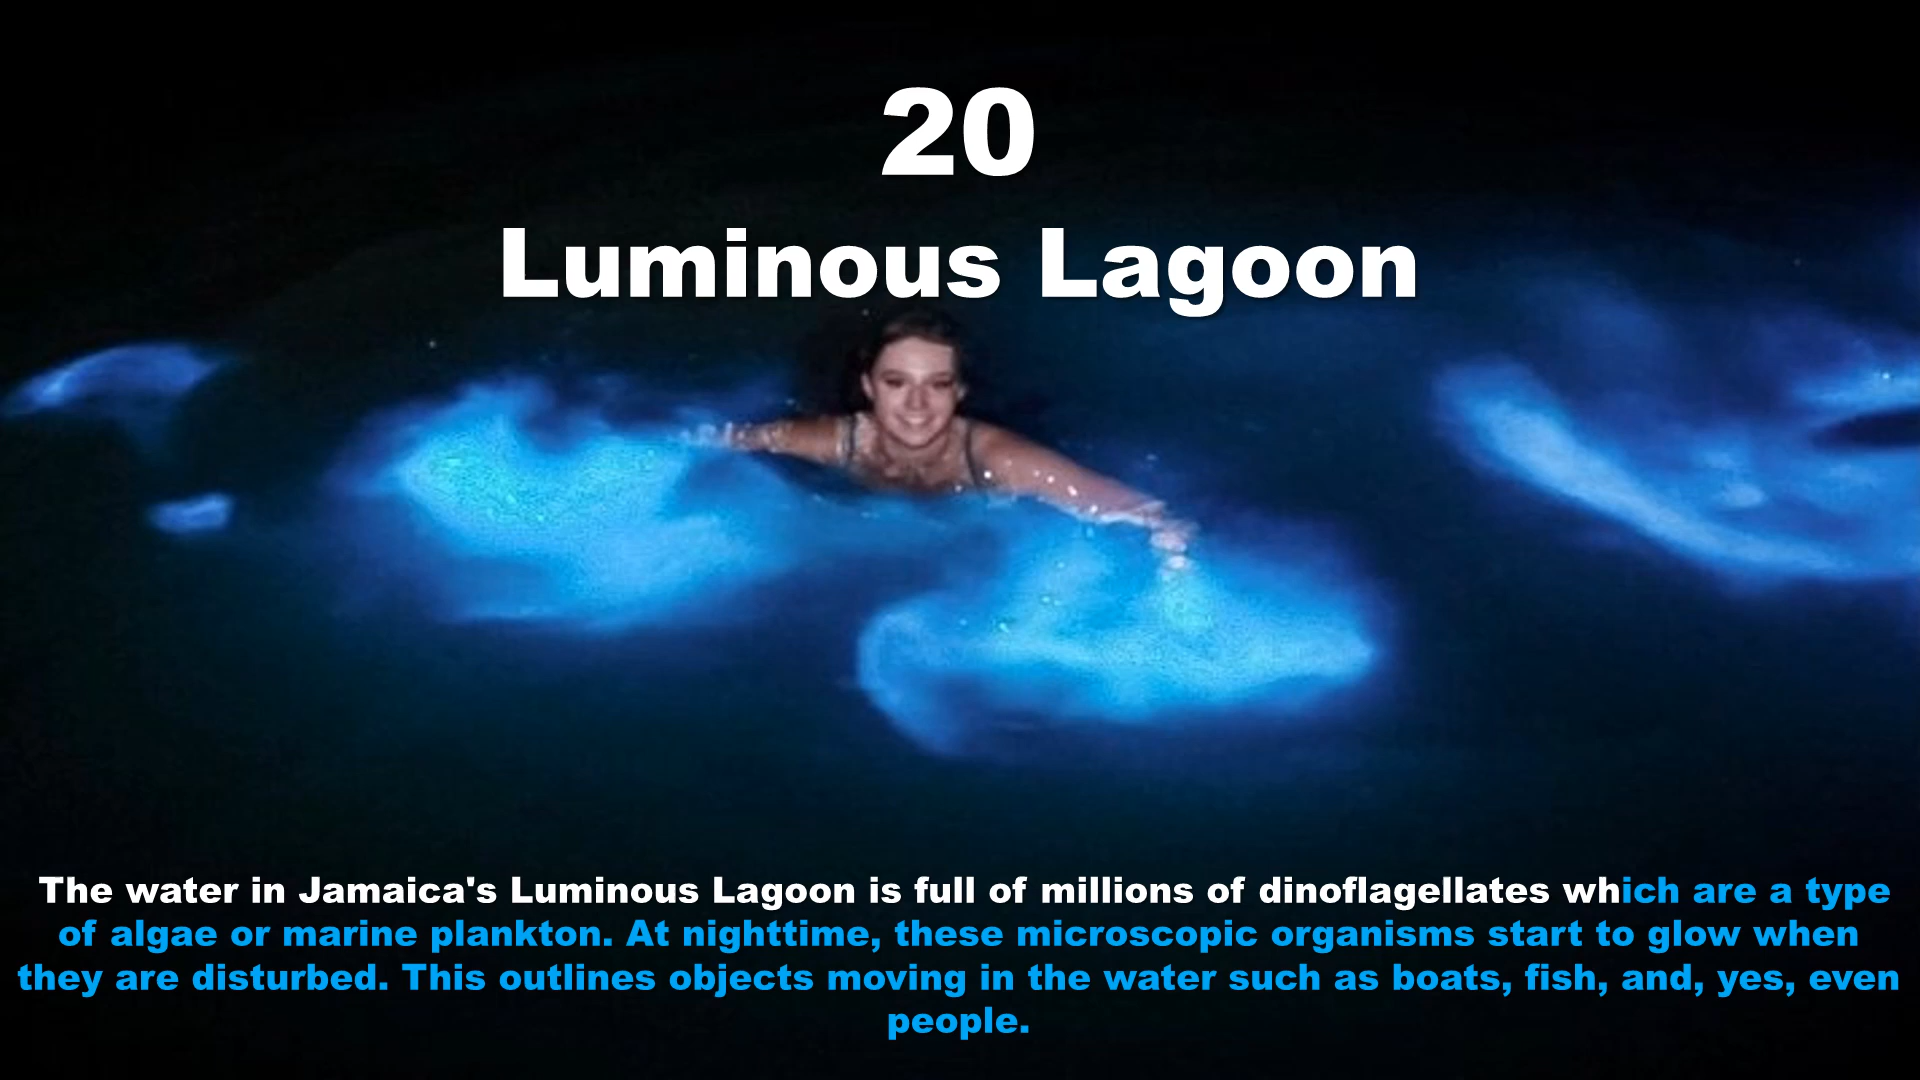 20
Luminous Lagoon
The water in Jamaica's Luminous Lagoon is full of millions of dinoflagellates which are a type
of algae or marine plankton. At nighttime, these microscopic organisms start to glow when
they are disturbed. This outlines objects moving in the water such as boats, fish, and, yes, even
people.